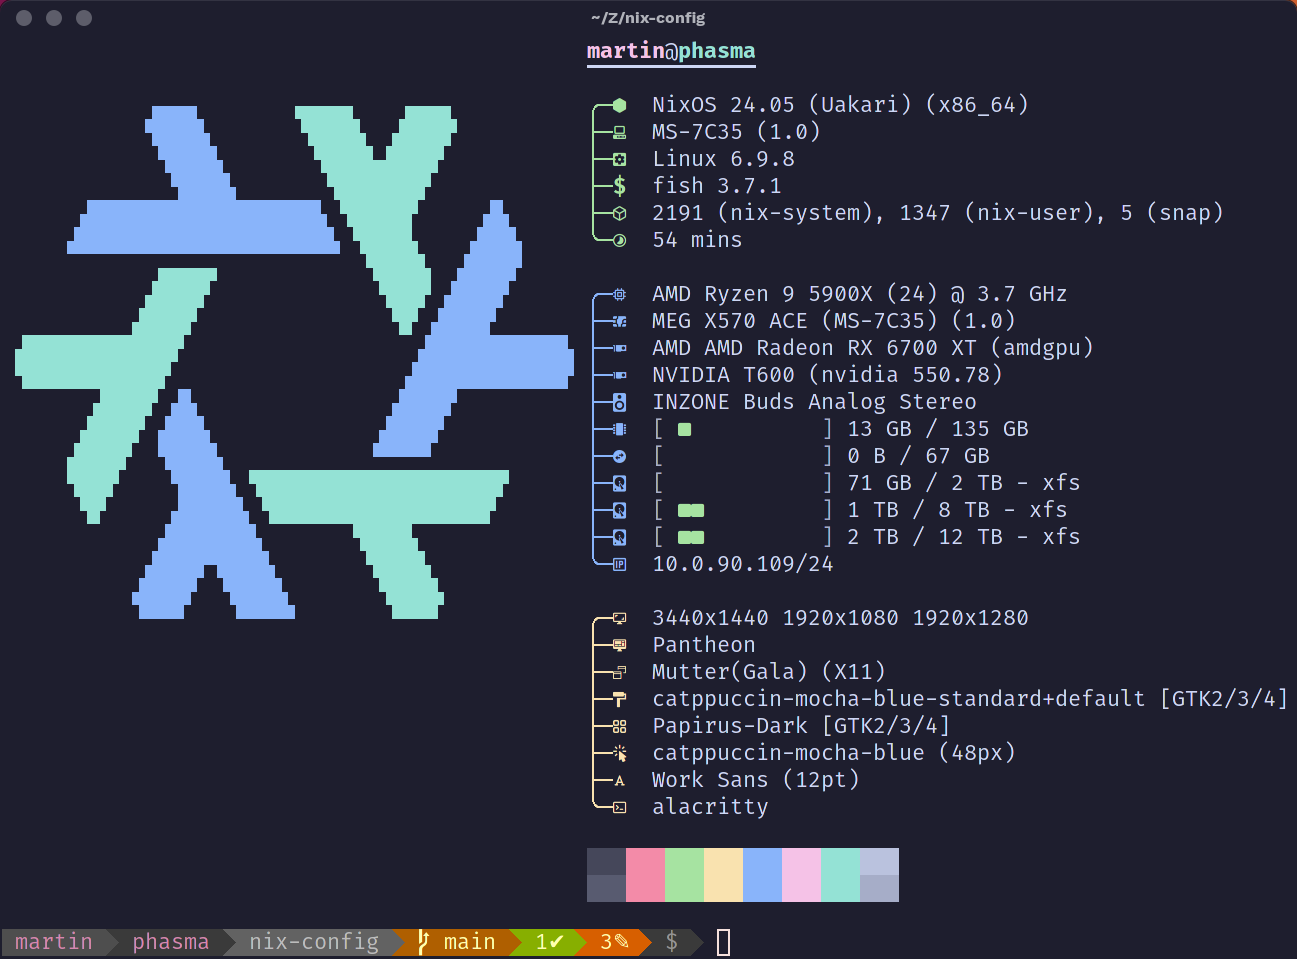 ~/Z/nix-config
martin@phasma
NixOS 24.05 (Uakari) (x86_64)
MS-7C35 (1.0)
Linux 6.9.8
$ fish 3.7.1
2191 (nix-system), 1347 (nix-user), 5 (snap)
54 mins
AMD Ryzen 9 5900X (24) @ 3.7 GHz
MEG X570 ACE (MS-7C35) (1.0)
AMD AMD Radeon RX 6700 XT (amdgpu)
NVIDIA T600 (nvidia 550.78)
INZONE Buds Analog Stereo
[ ■ ] 13 GB / 135 GB
[ ] 0 B / 67 GB
[ ] 71 GB / 2 TB - xfs
[ ■■ ] 1 TB / 8 TB - xfs
[ ■■ ] 2 TB / 12 TB - xfs
IP 10.0.90.109/24
3440x1440 1920x1080 1920x1280
Pantheon
Mutter(Gala) (X11)
catppuccin-mocha-blue-standard+default [GTK2/3/4]
Papirus-Dark [GTK2/3/4]
catppuccin-mocha-blue (48px)
A Work Sans (12pt)
alacritty
martin phasma nix-config main 1✔ 3✎ $